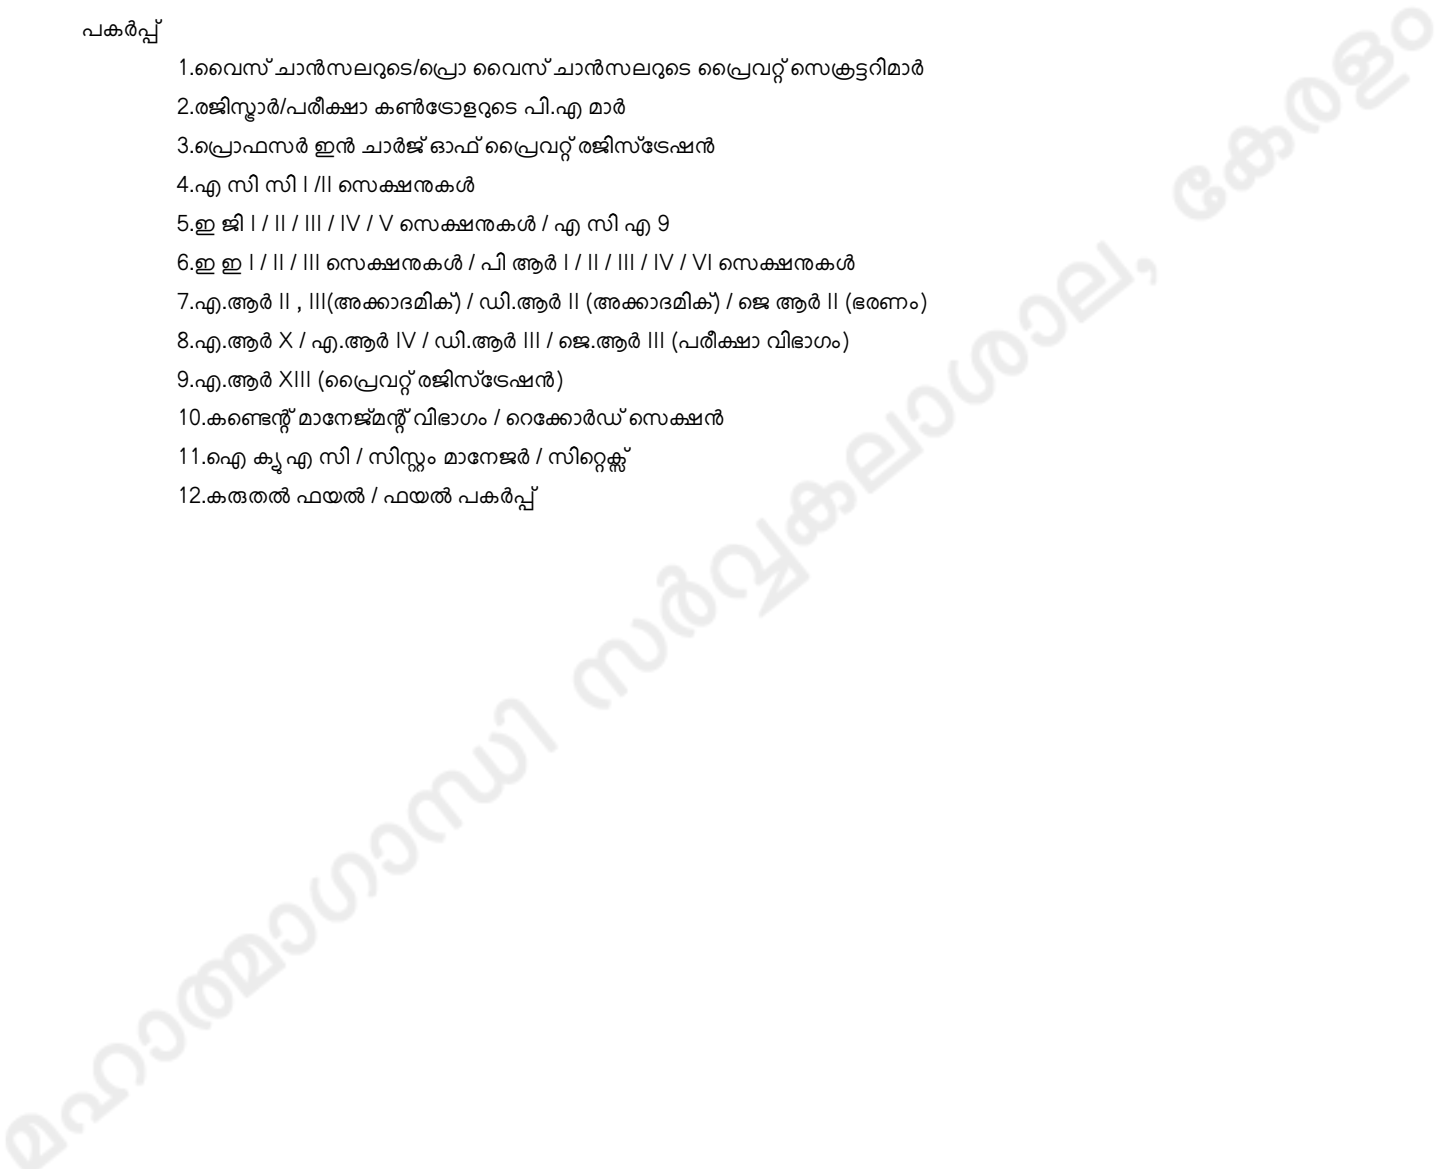 പകർപ്പ്
1.വൈസ് ചാൻസലറുടെ/പ്രൊ വൈസ് ചാൻസലറുടെ പ്രൈവറ്റ് സെക്രട്ടറിമാർ
2.രജിസ്ട്രാർ/പരീക്ഷാ കൺട്രോളറുടെ പി.എ മാർ
3.പ്രൊഫസർ ഇൻ ചാർജ് ഓഫ് പ്രൈവറ്റ് രജിസ്ട്രേഷൻ
4.എ സി സി I /II സെക്ഷനുകൾ
5.ഇ ജി I / II / III / IV / V സെക്ഷനുകൾ / എ സി എ 9
6.ഇ ഇ I / II / III സെക്ഷനുകൾ / പി ആർ I / II / III / IV / VI സെക്ഷനുകൾ
7.എ.ആർ II , III(അക്കാദമിക്) / ഡി.ആർ II (അക്കാദമിക്) / ജെ ആർ II (ഭരണം)
8.എ.ആർ X / എ.ആർ IV / ഡി.ആർ III / ജെ.ആർ III (പരീക്ഷാ വിഭാഗം)
9.എ.ആർ XIII (പ്രൈവറ്റ് രജിസ്ട്രേഷൻ)
10.കണ്ടെന്റ് മാനേജ്മന്റ് വിഭാഗം / റെക്കോർഡ് സെക്ഷൻ
11.ഐ ക്യു എ സി / സിസ്റ്റം മാനേജർ / സിറ്റെക്സ്
12.കരുതൽ ഫയൽ / ഫയൽ പകർപ്പ്
മഹാത്മാഗാന്ധി സർവ്വകലാശാല, കേരളം